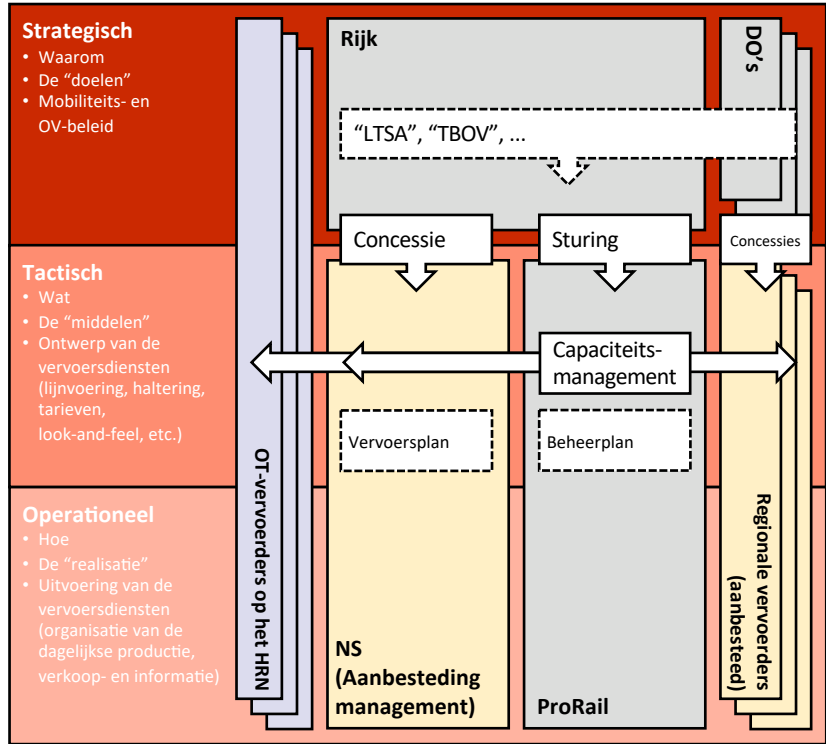 Strategisch
• Waarom
• De “doelen”
• Mobiliteits- en
OV-beleid
Rijk
DO’s
“LTSA”, “TBOV”, ...
Concessie
Sturing
Concessies
Tactisch
• Wat
• De “middelen”
• Ontwerp van de
vervoersdiensten
(lijnvoering, haltering,
tarieven,
look-and-feel, etc.)
Capaciteits-
management
Vervoersplan
Beheerplan
Operationeel
• Hoe
• De “realisatie”
• Uitvoering van de
vervoersdiensten
(organisatie van de
dagelijkse productie,
verkoop- en informatie)
OT-vervoerders op het HRN
NS
(Aanbesteding
management)
ProRail
Regionale vervoerders
(aanbesteed)